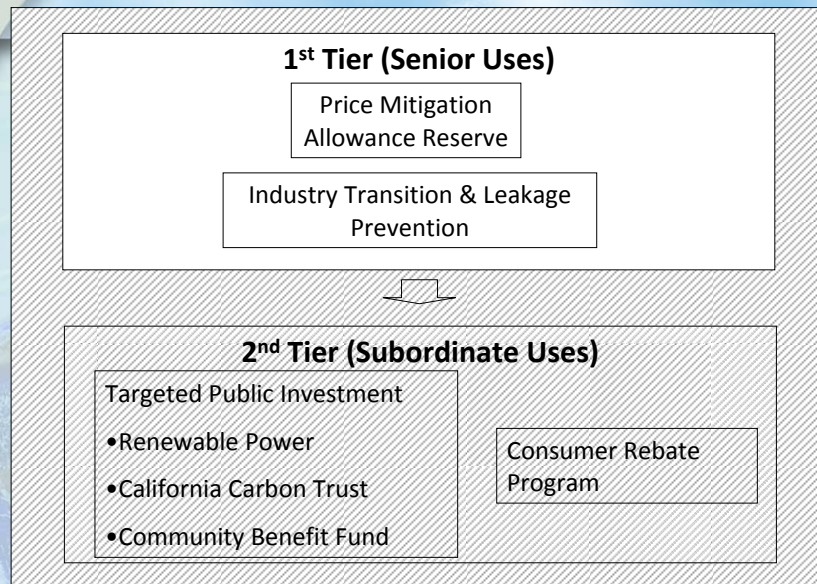 1st Tier (Senior Uses)
Price Mitigation
Allowance Reserve
Industry Transition & Leakage
Prevention
2nd Tier (Subordinate Uses)
Targeted Public Investment
•Renewable Power
•California Carbon Trust
•Community Benefit Fund
Consumer Rebate
Program